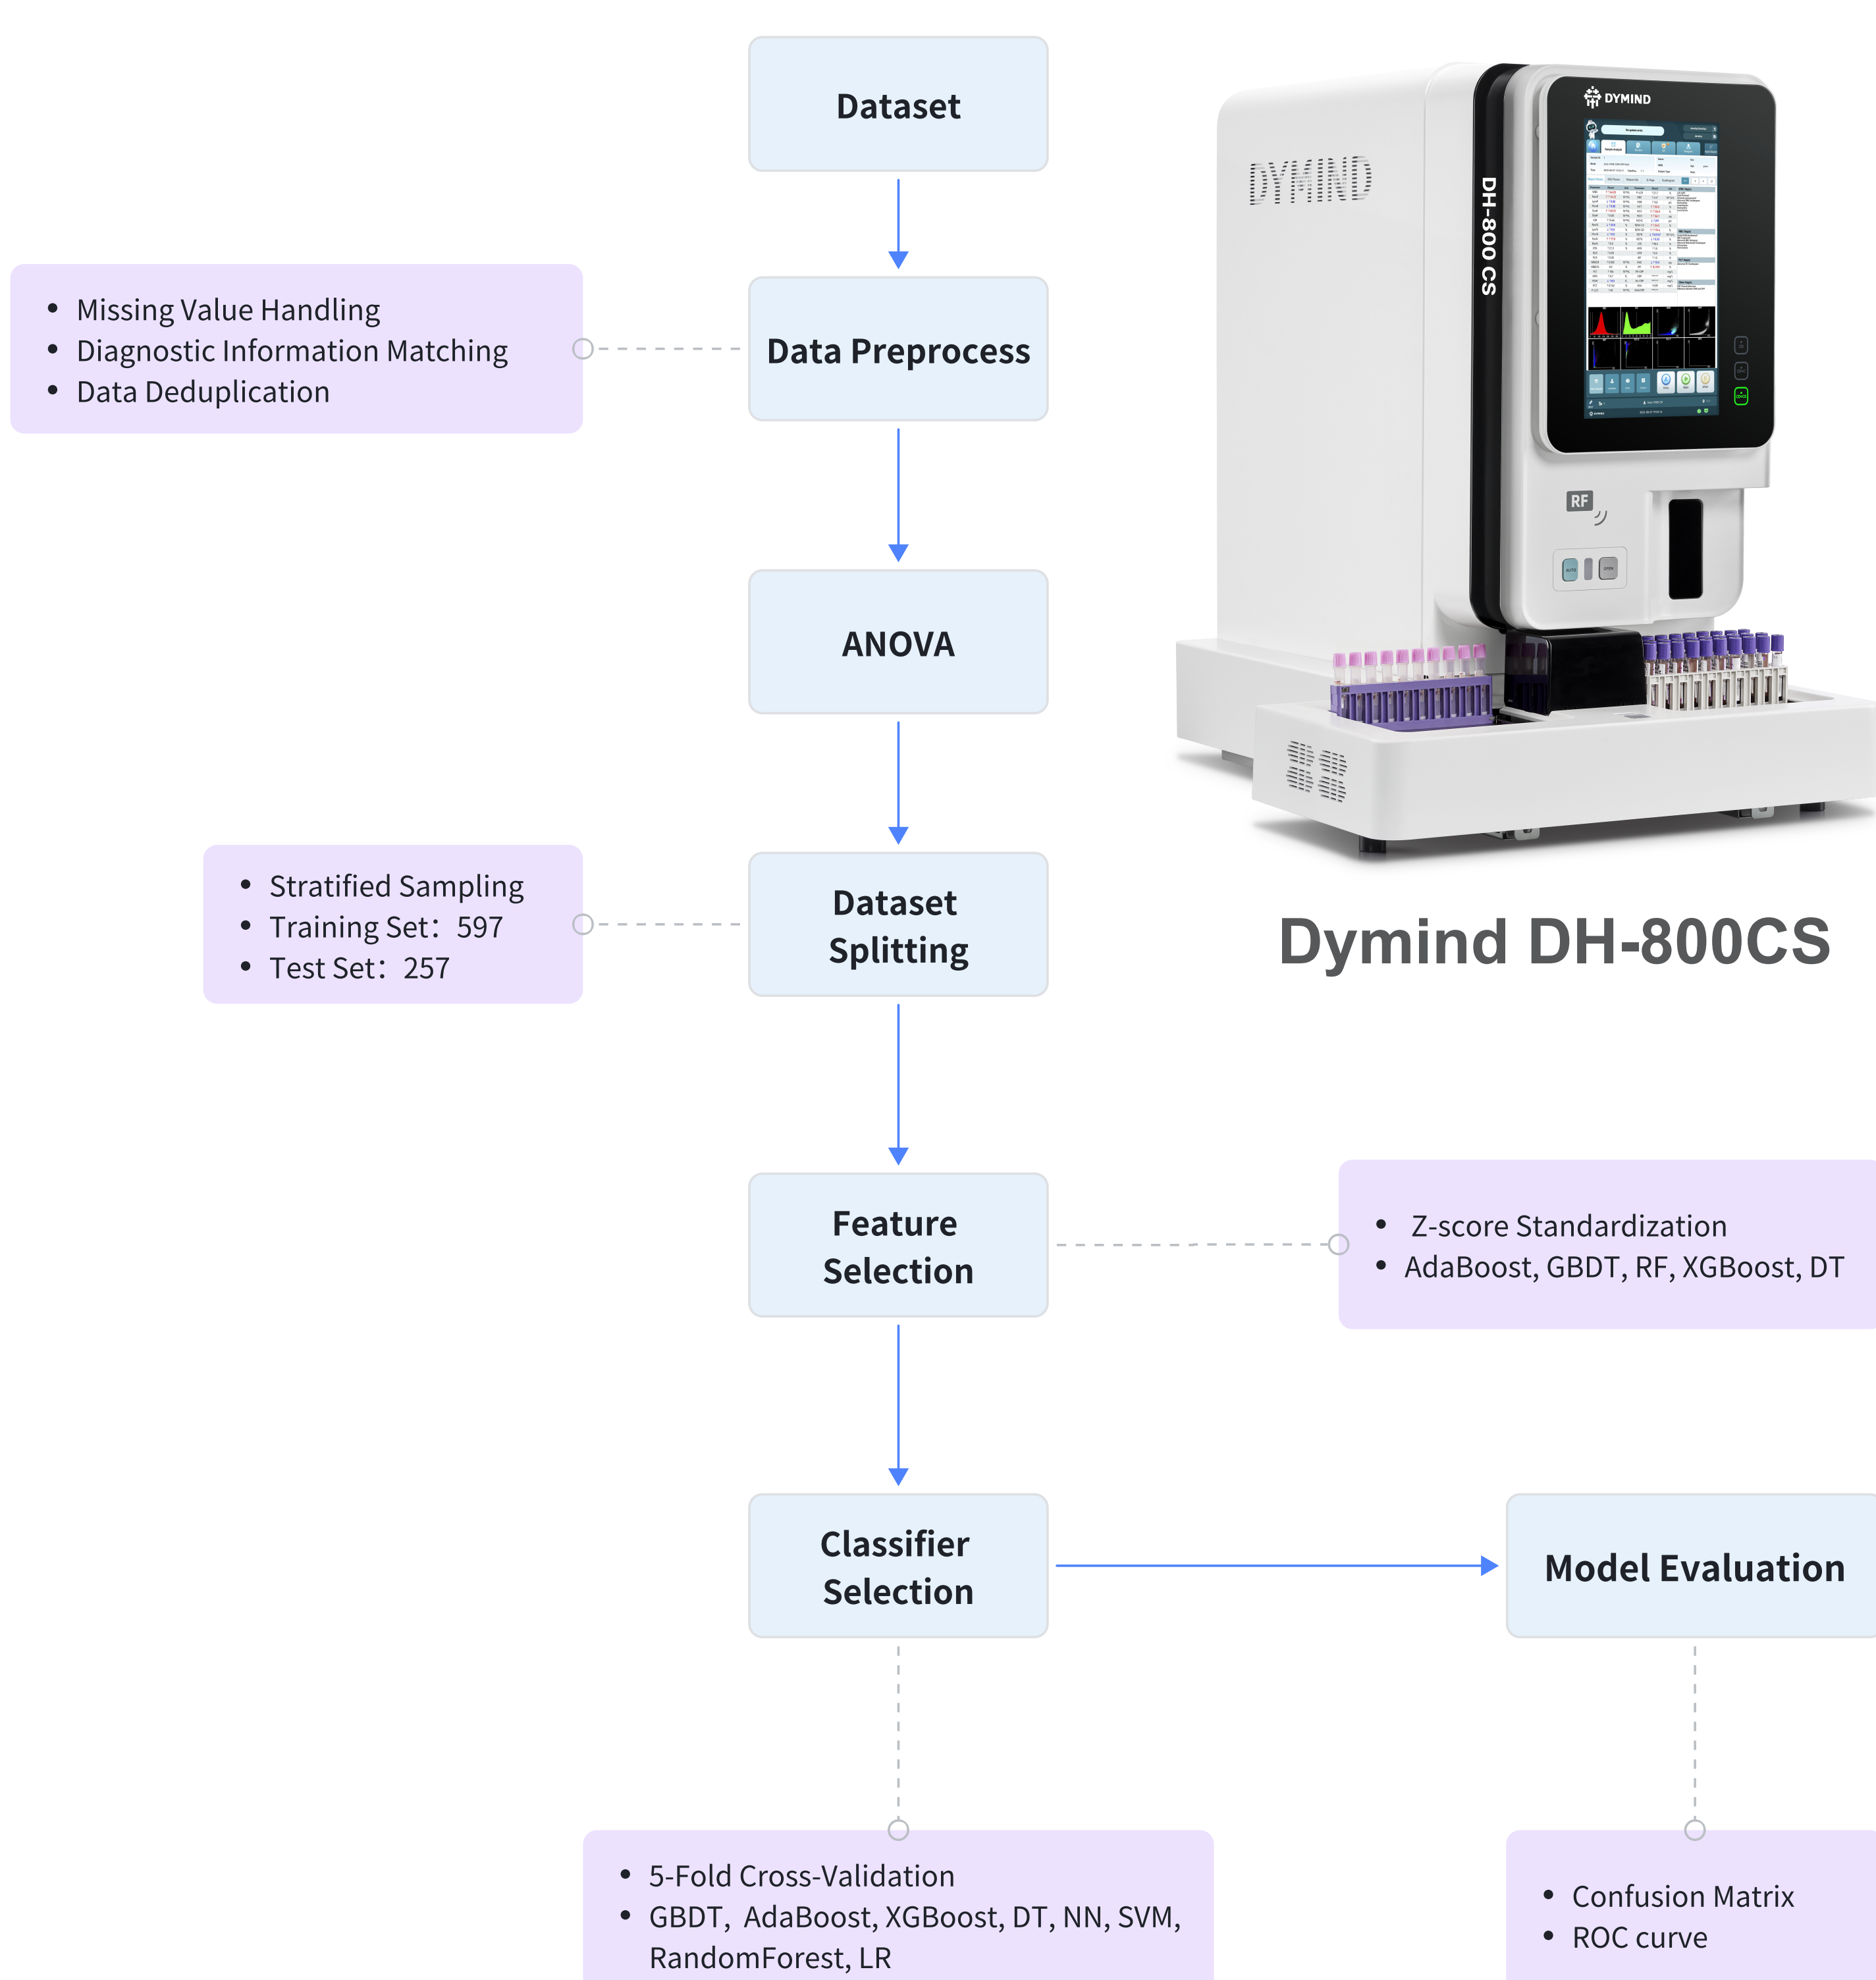 Dataset
DYMIND
DYMIND
DH-800 CS
Missing Value Handling
Diagnostic Information Matching
Data Deduplication
Data Preprocess
RF
AUTO
OPEN
ANOVA
Stratified Sampling
Training Set：597
Test Set：257
Dataset
Splitting
Dymind DH-800CS
Feature
Selection
Z-score Standardization
AdaBoost, GBDT, RF, XGBoost, DT
Classifier
Selection
Model Evaluation
5-Fold Cross-Validation
GBDT, AdaBoost, XGBoost, DT, NN, SVM,
RandomForest, LR
Confusion Matrix
ROC curve